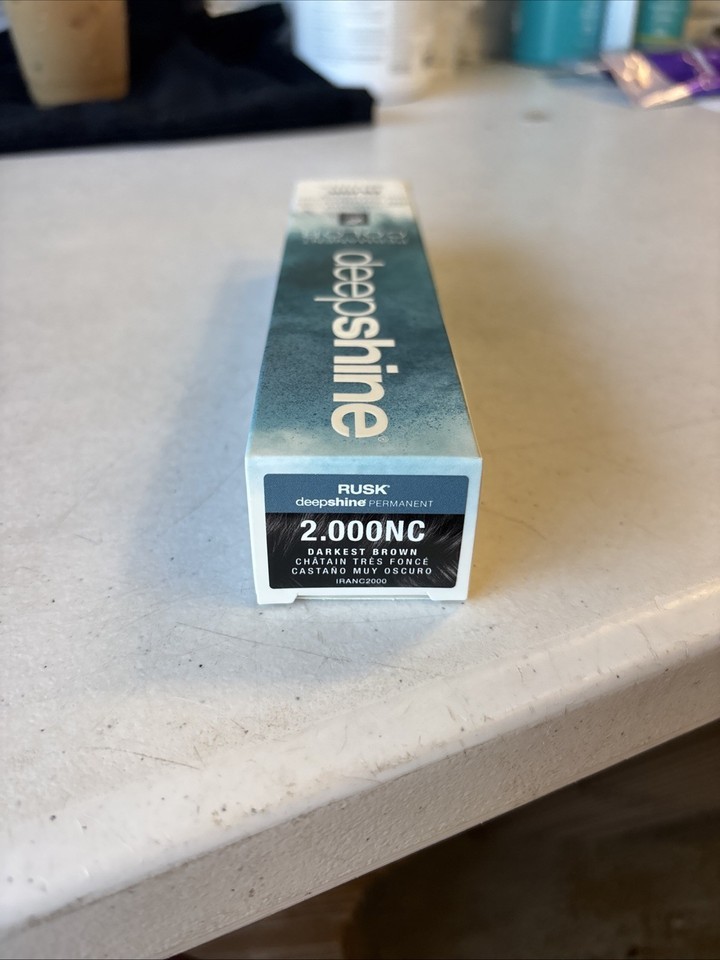 deepshine
RUSK
deepshine PERMANENT
2.000NC
DARKEST BROWN
CHÂTAIN TRÈS FONCÉ
CASTAÑO MUY OSCURO
IRANC2000